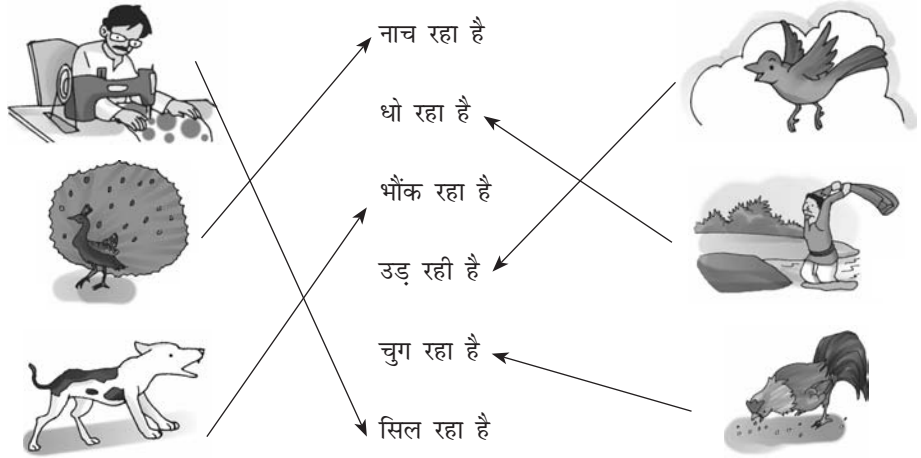 नाच रहा है
धो रहा है
भौंक रहा है
उड़ रही है
चुग रहा है
सिल रहा है